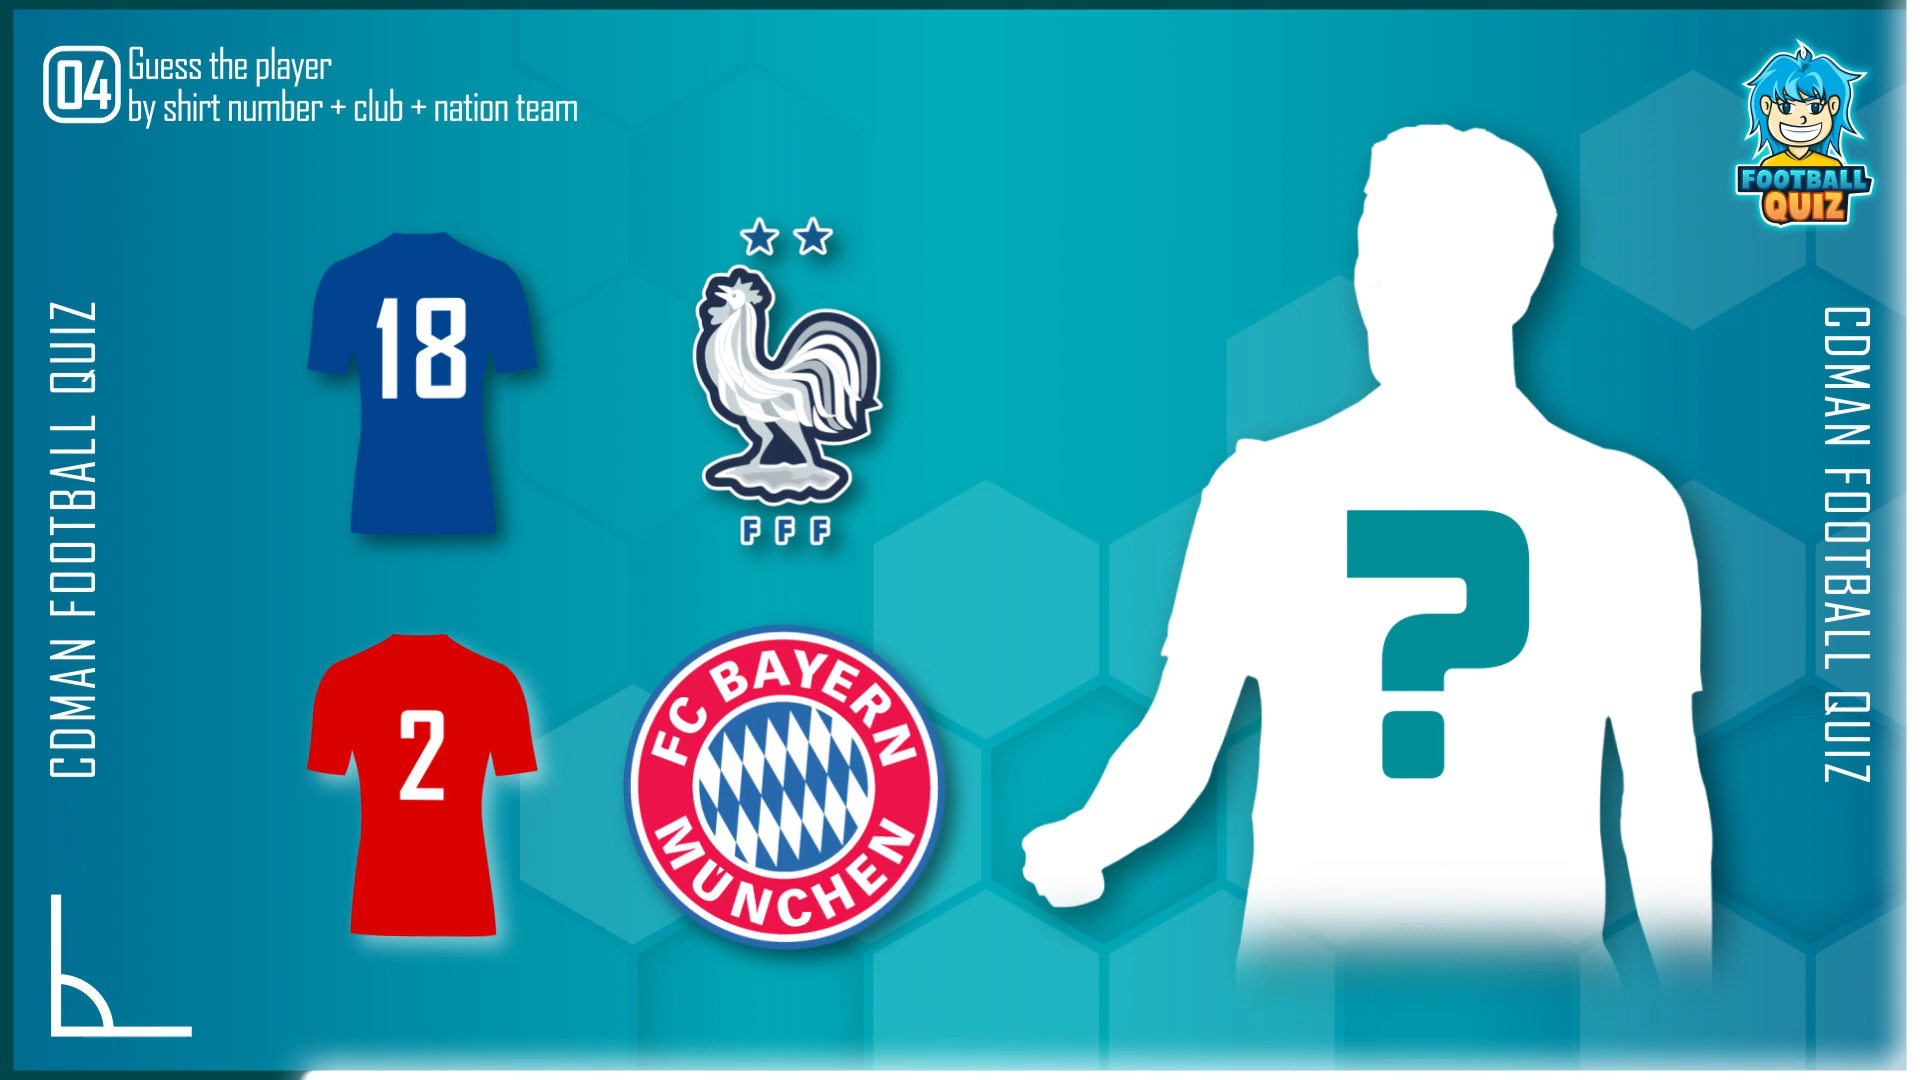 04
Guess the player
by shirt number + club + nation team
FOOTBALL
QUIZ
CDMAN FOOTBALL QUIZ
18
FFF
2
FC BAYERN
MÜNCHEN
?
CDMAN FOOTBALL QUIZ